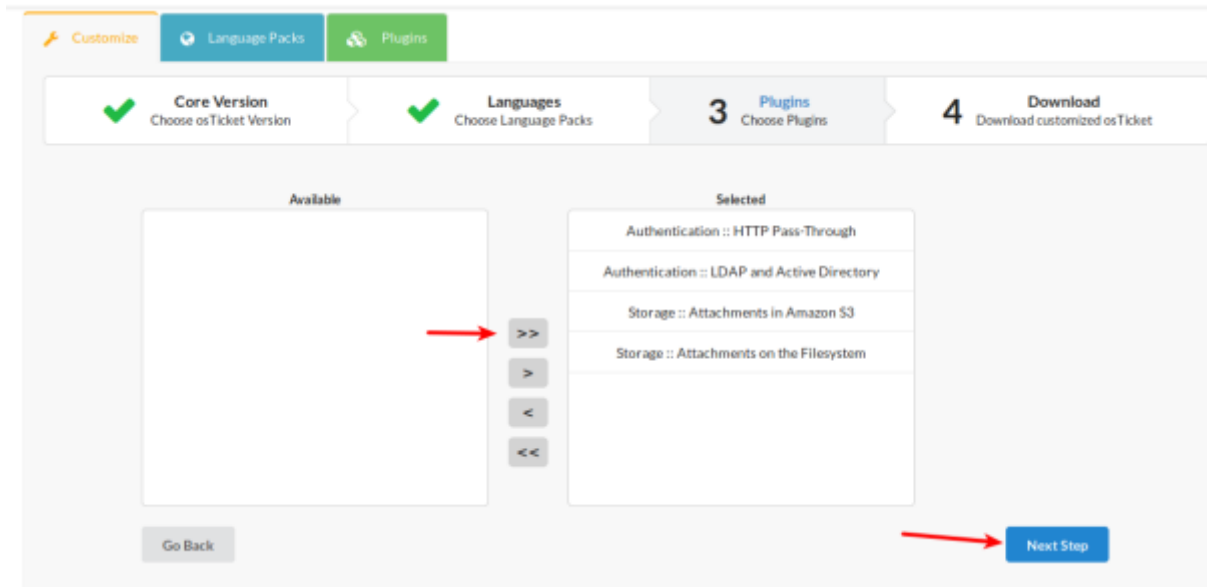 Customize
Language Packs
Plugins
Core Version
Choose osTicket Version
Languages
Choose Language Packs
3
Plugins
Choose Plugins
4
Download
Download customized osTicket
Available
Selected
Authentication :: HTTP Pass-Through
Authentication :: LDAP and Active Directory
Storage :: Attachments in Amazon S3
Storage :: Attachments on the Filesystem
>>
>
<
<<
Go Back
Next Step